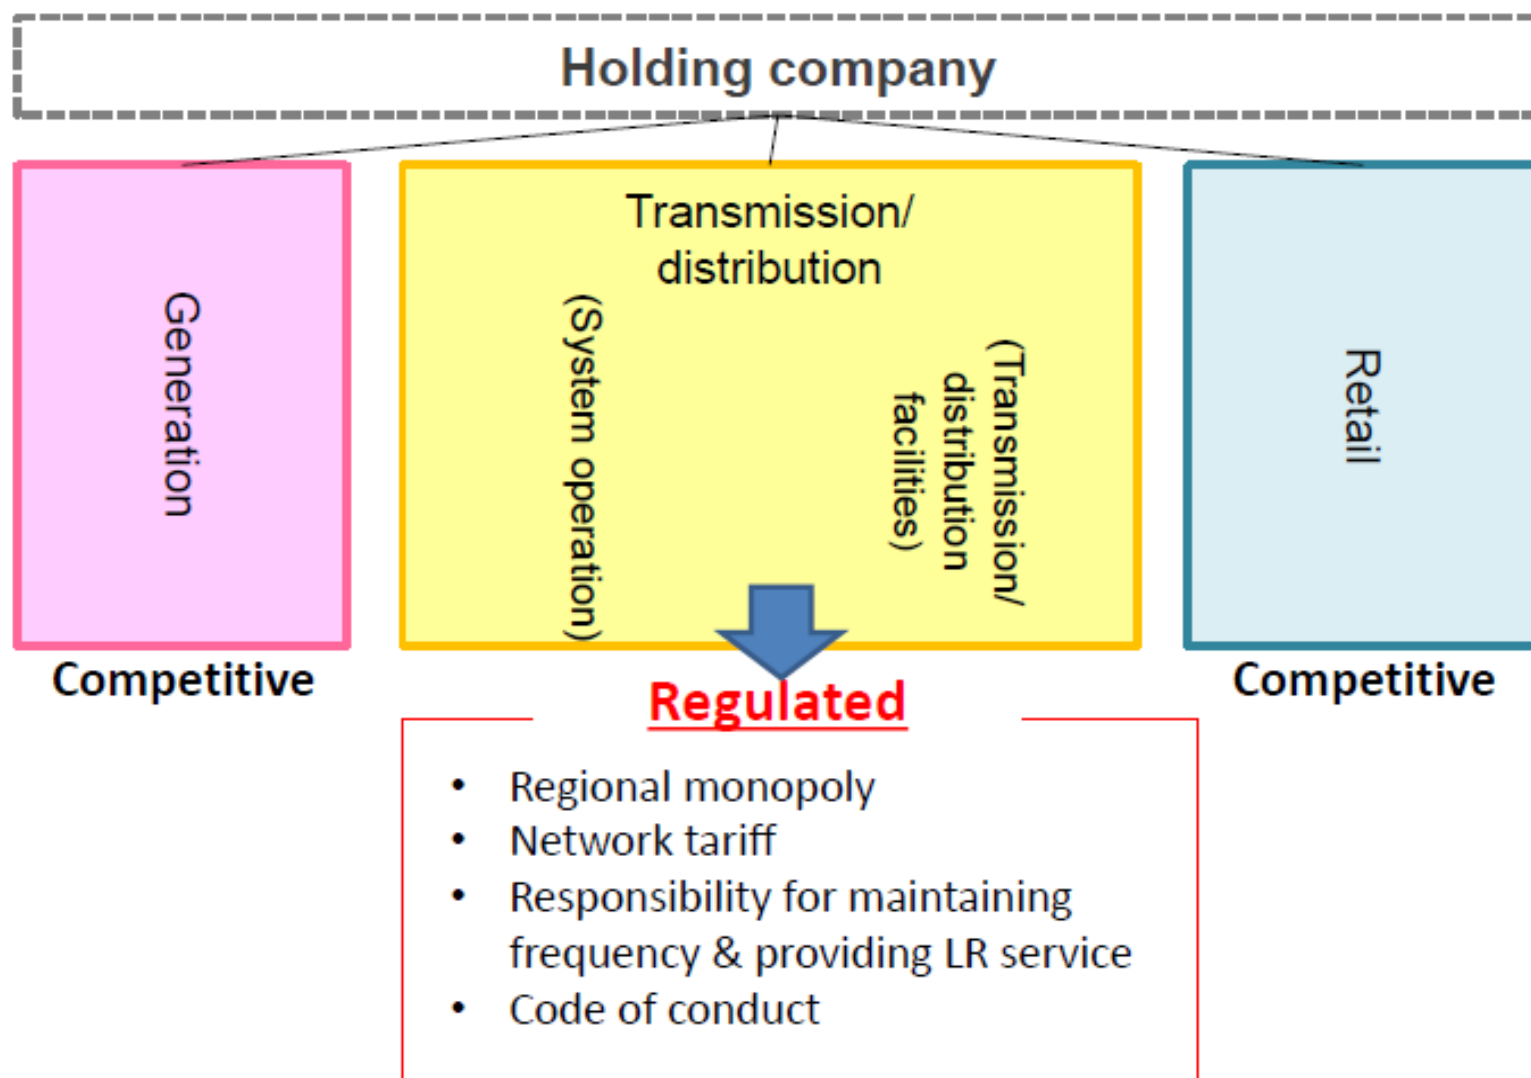 Holding company
Generation
Transmission/
distribution
(System operation)
(Transmission/
distribution
facilities)
Retail
Competitive
Regulated
Competitive
• Regional monopoly
• Network tariff
• Responsibility for maintaining
frequency & providing LR service
• Code of conduct